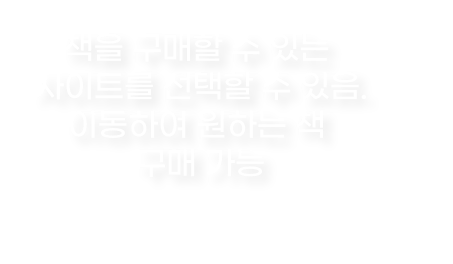 책을 구매할 수 있는
사이트를 선택할 수 있음.
이동하여 원하는 책
구매 가능